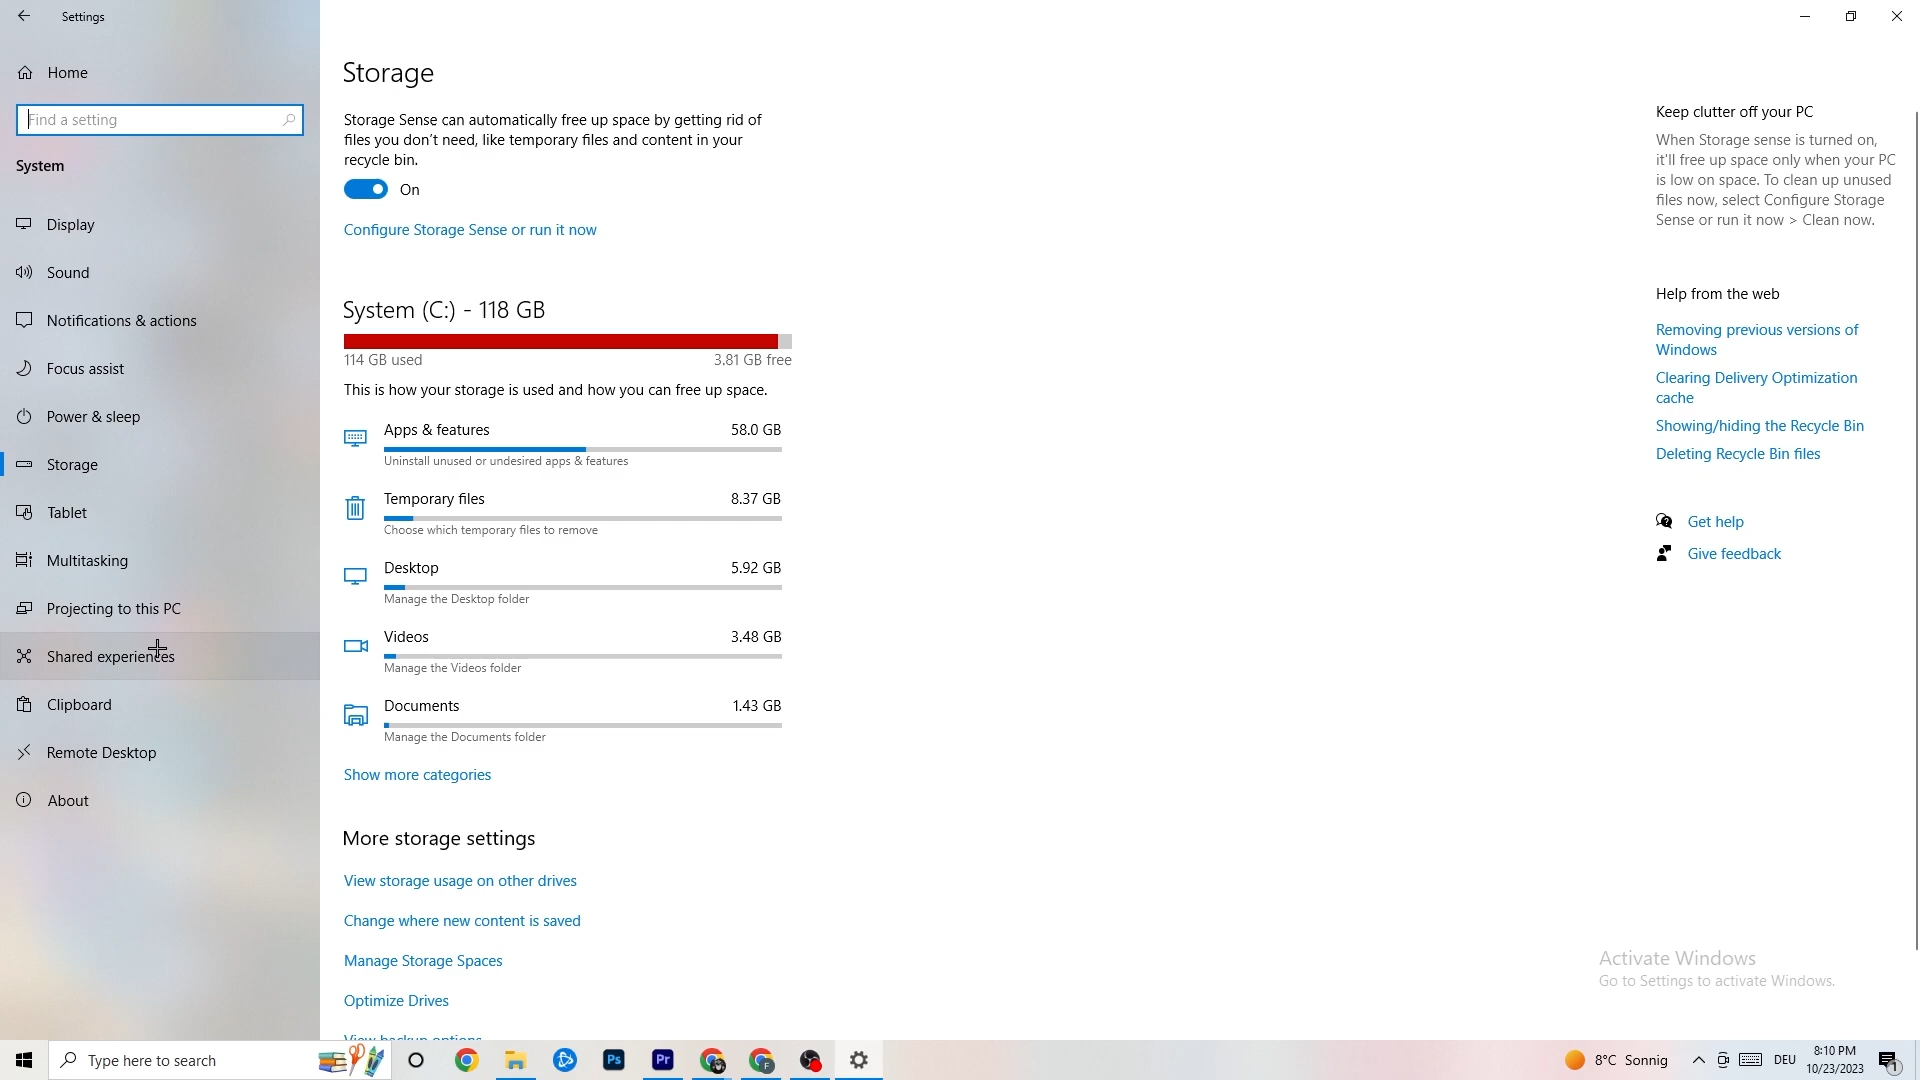 Settings
Home
Find a setting
System
Display
Sound
Notifications & actions
Focus assist
Power & sleep
Storage
Tablet
Multitasking
Projecting to this PC
Shared experiences
Clipboard
Remote Desktop
About
Storage
Storage Sense can automatically free up space by getting rid of
files you don't need, like temporary files and content in your
recycle bin.
On
Configure Storage Sense or run it now
System (C:) - 118 GB
114 GB used 3.81 GB free
This is how your storage is used and how you can free up space.
Apps & features 58.0 GB
Uninstall unused or undesired apps & features
Temporary files 8.37 GB
Choose which temporary files to remove
Desktop 5.92 GB
Manage the Desktop folder
Videos 3.48 GB
Manage the Videos folder
Documents 1.43 GB
Manage the Documents folder
Show more categories
More storage settings
View storage usage on other drives
Change where new content is saved
Manage Storage Spaces
Optimize Drives
View backup options
Keep clutter off your PC
When Storage sense is turned on,
it'll free up space only when your PC
is low on space. To clean up unused
files now, select Configure Storage
Sense or run it now > Clean now.
Help from the web
Removing previous versions of
Windows
Clearing Delivery Optimization
cache
Showing/hiding the Recycle Bin
Deleting Recycle Bin files
Get help
Give feedback
Activate Windows
Go to Settings to activate Windows.
Type here to search
Ps
Pr
F
8°C Sonnig
DEU
8:10 PM
10/23/2023
1